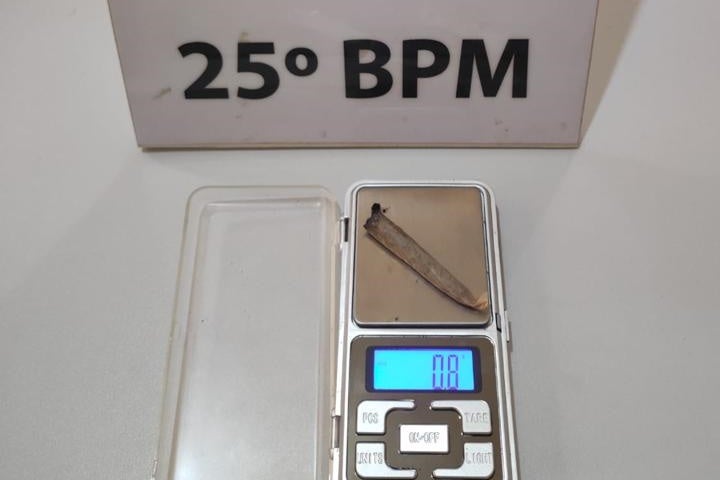 25º BPM
0.8
PCS
TARE
ON-OFF
UNITS
LIGHT